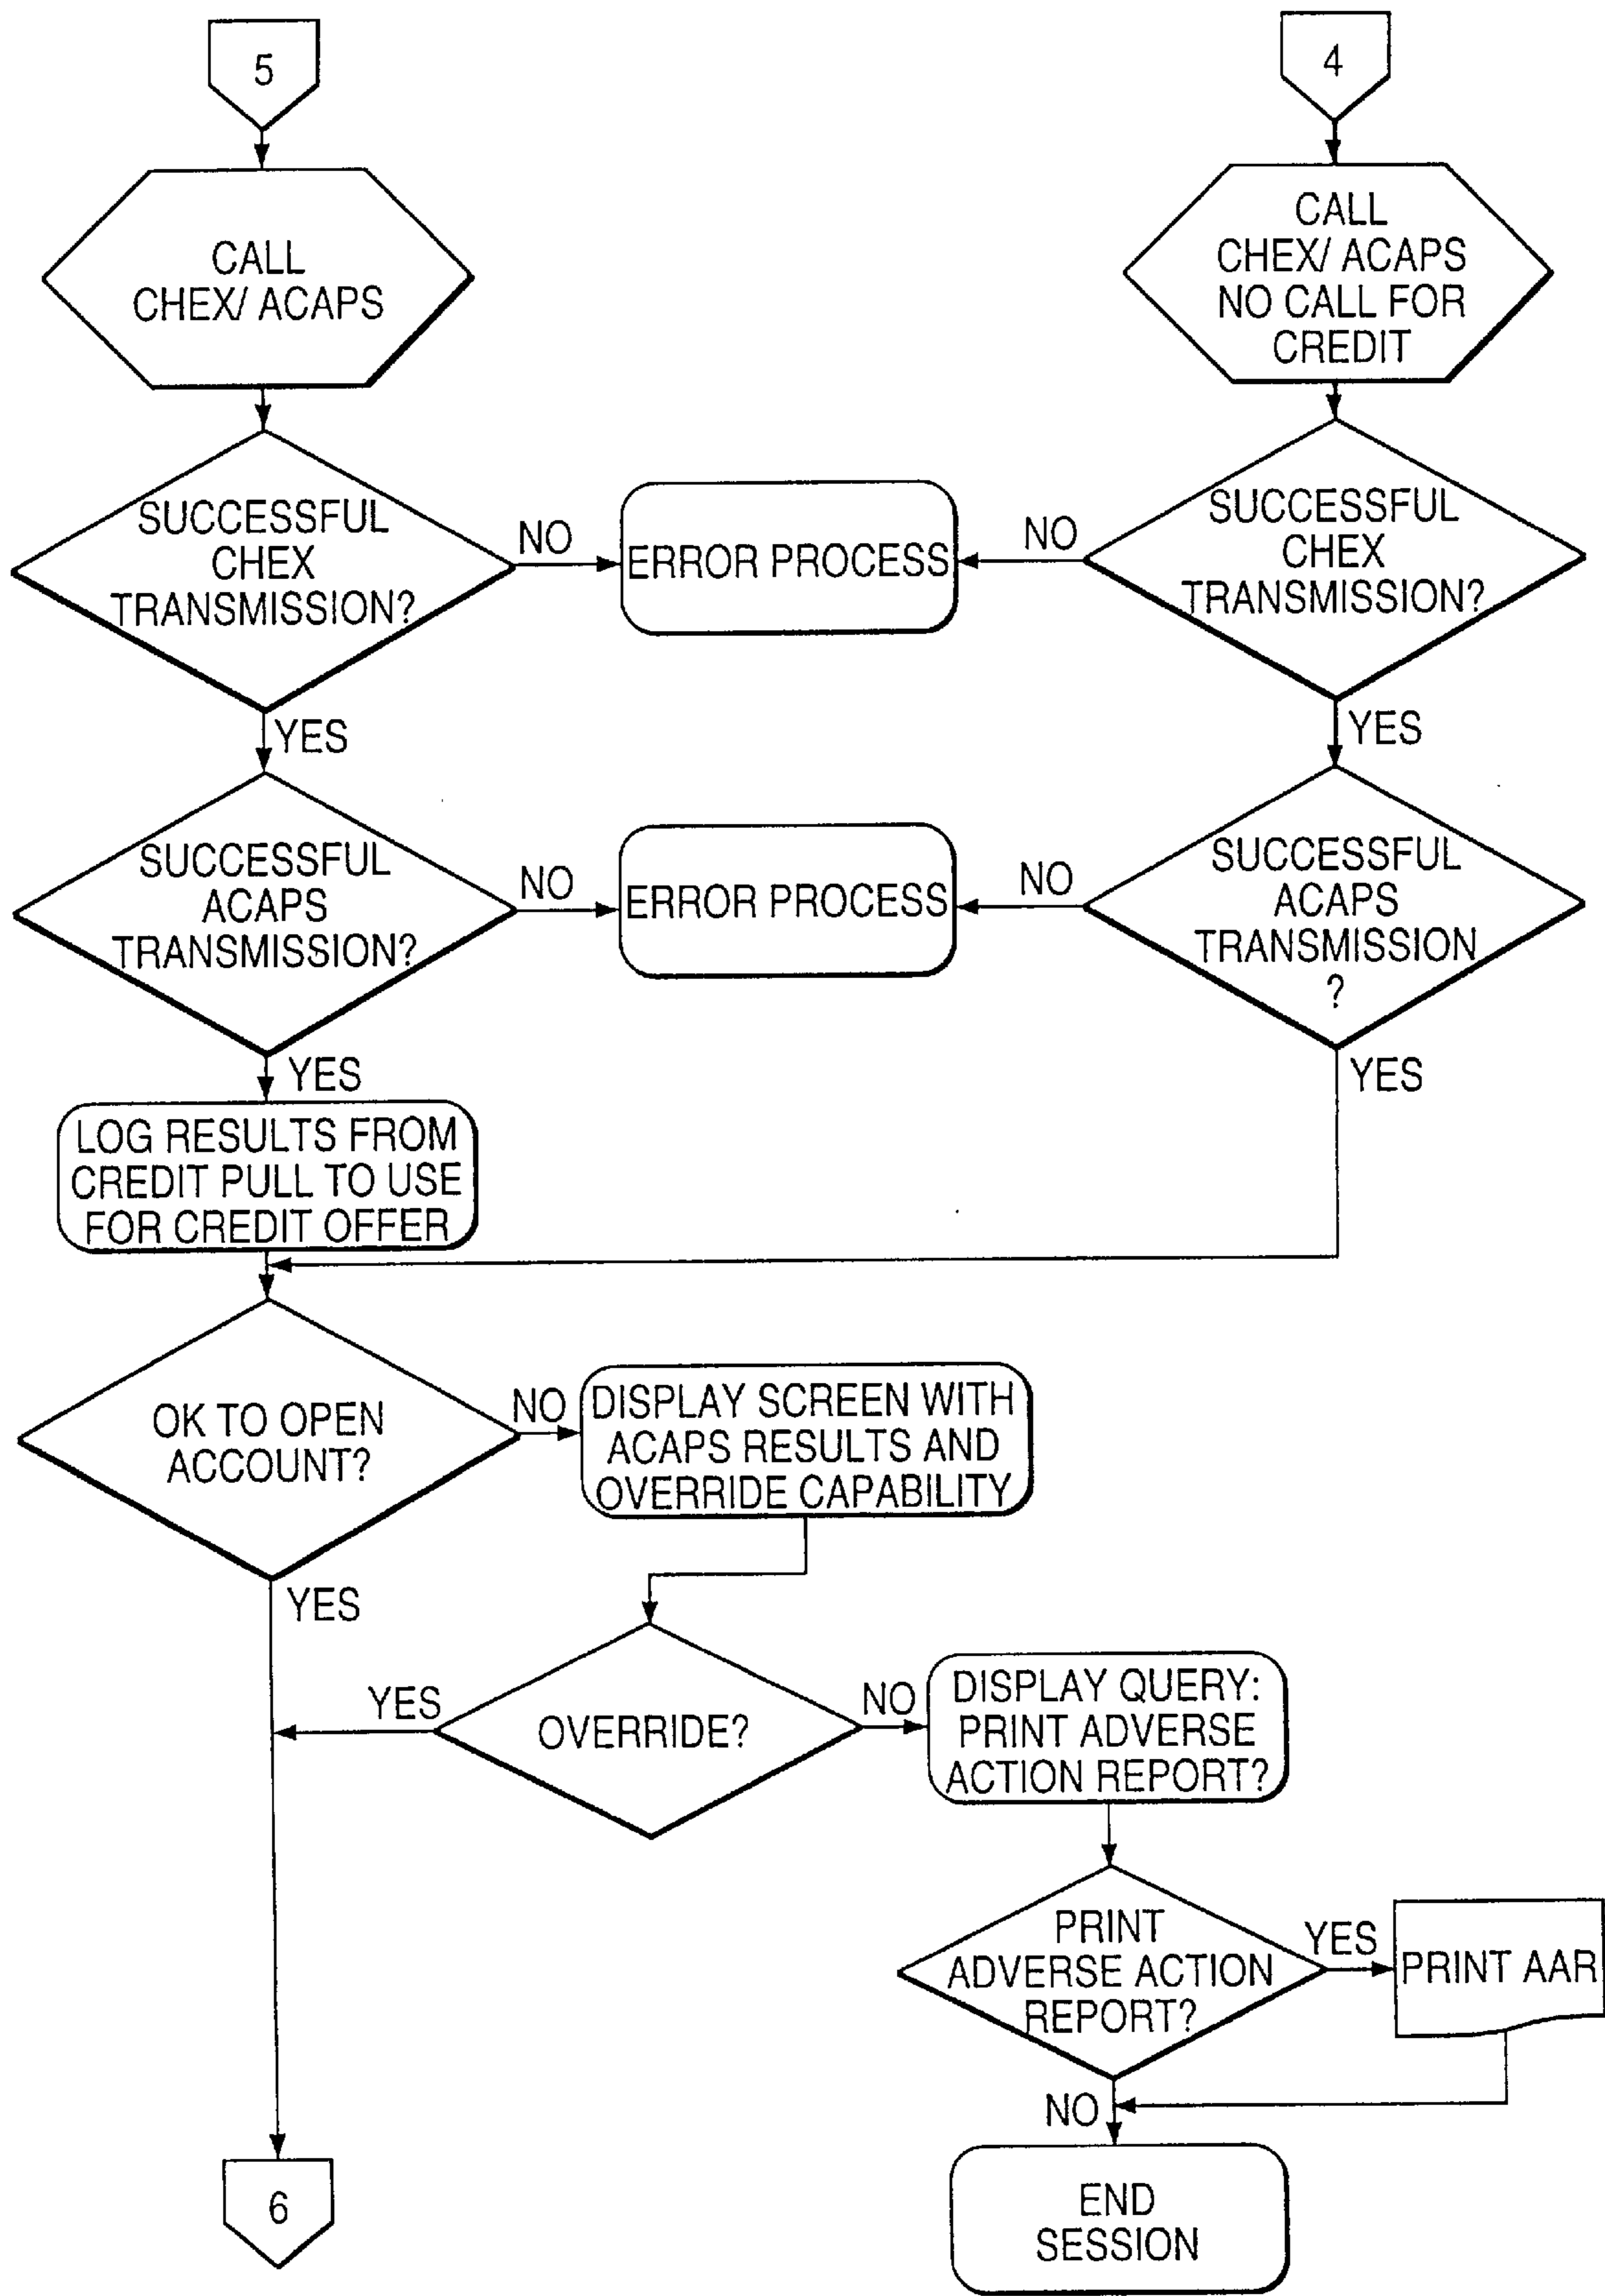 5
4
CALL
CHEX/ ACAPS
CALL
CHEX/ ACAPS
NO CALL FOR
CREDIT
SUCCESSFUL
CHEX
TRANSMISSION?
NO
ERROR PROCESS
NO
SUCCESSFUL
CHEX
TRANSMISSION?
YES
YES
SUCCESSFUL
ACAPS
TRANSMISSION?
NO
ERROR PROCESS
NO
SUCCESSFUL
ACAPS
TRANSMISSION
?
YES
YES
LOG RESULTS FROM
CREDIT PULL TO USE
FOR CREDIT OFFER
OK TO OPEN
ACCOUNT?
NO
DISPLAY SCREEN WITH
ACAPS RESULTS AND
OVERRIDE CAPABILITY
YES
YES
OVERRIDE?
NO
DISPLAY QUERY:
PRINT ADVERSE
ACTION REPORT?
PRINT
ADVERSE ACTION
REPORT?
YES
PRINT AAR
NO
6
END
SESSION